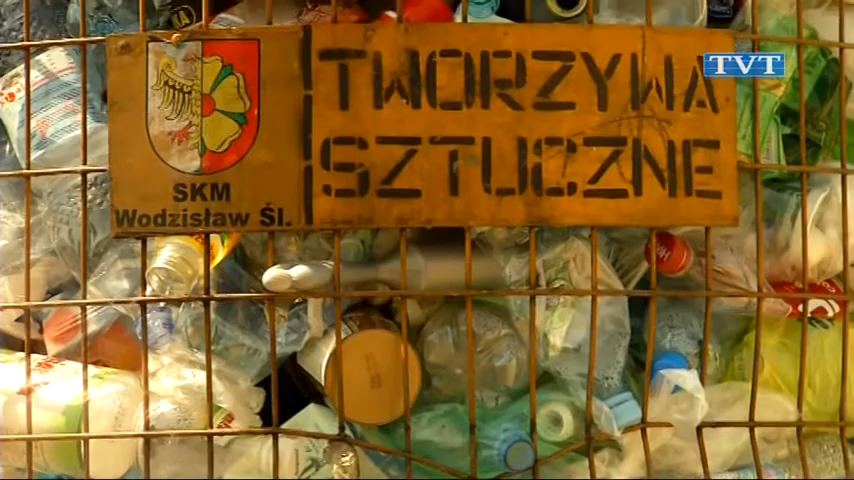 TVT
TWORZYWA
SZTUCZNE
SKM
Wodzisław Śl.